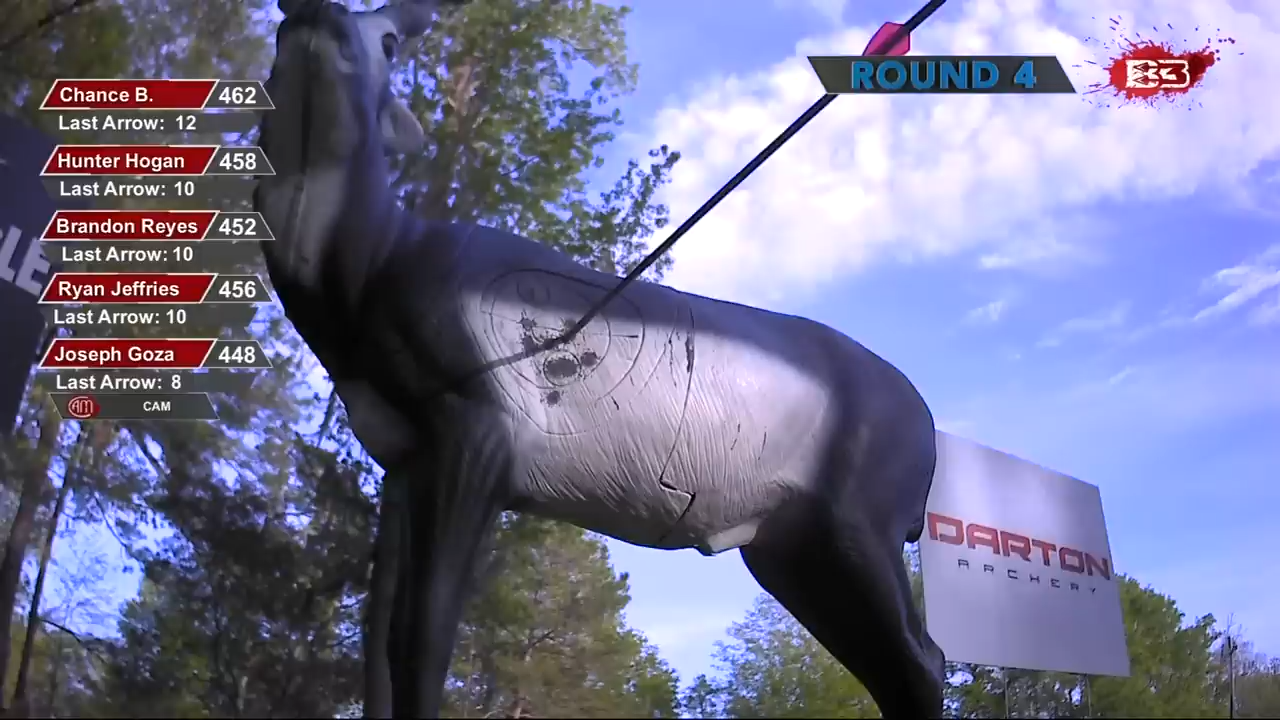 Chance B. 462
Last Arrow: 12
Hunter Hogan 458
Last Arrow: 10
Brandon Reyes 452
Last Arrow: 10
Ryan Jeffries 456
Last Arrow: 10
Joseph Goza 448
Last Arrow: 8
AM CAM
ROUND 4
B3
DARTON
ARCHERY